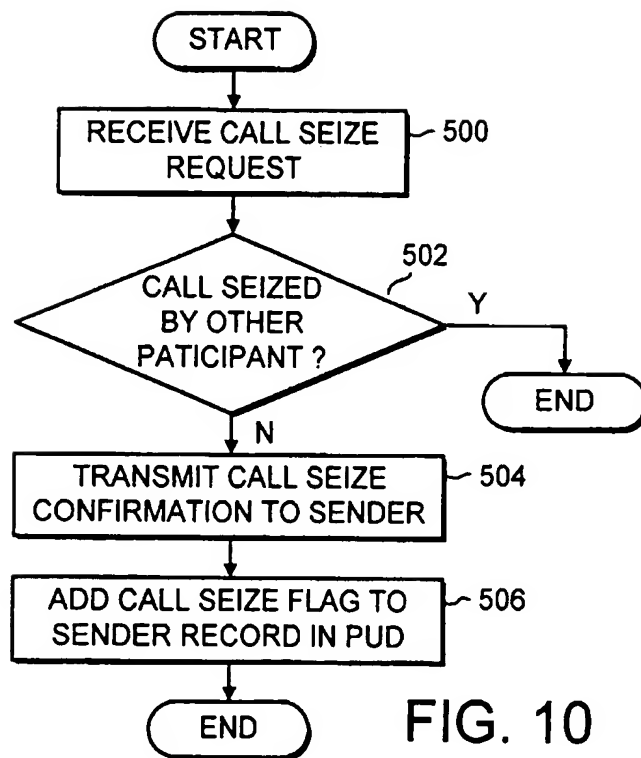 START
RECEIVE CALL SEIZE
REQUEST
500
502
CALL SEIZED
BY OTHER
PATICIPANT ?
Y
END
N
TRANSMIT CALL SEIZE
CONFIRMATION TO SENDER
504
ADD CALL SEIZE FLAG TO
SENDER RECORD IN PUD
506
END
FIG. 10